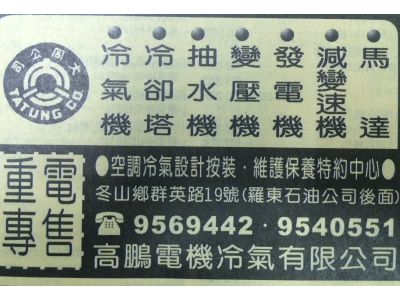 大同公司
TATUNG CO.
馬達
減變速機
發電機
變壓機
抽水機
冷卻塔
冷氣機
重電
專售
●空調冷氣設計按裝·維護保養特約中心●
冬山鄉群英路19號(羅東石油公司後面)
☎9569442·9540551
高鵬電機冷氣有限公司